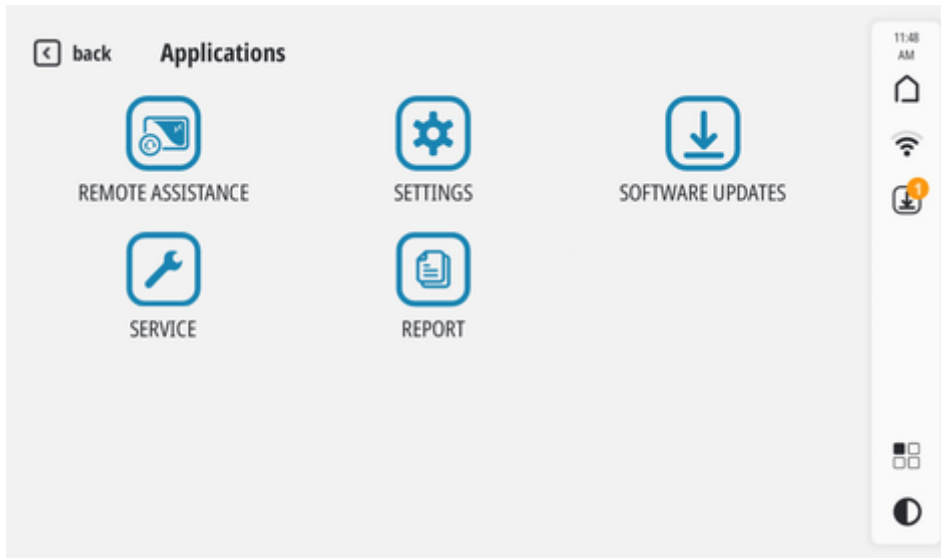 back Applications
11:48
AM
REMOTE ASSISTANCE SETTINGS SOFTWARE UPDATES
1
SERVICE REPORT